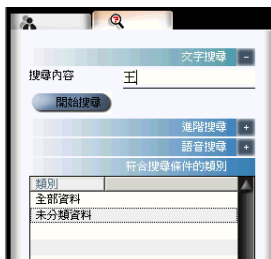 文字搜尋 -
搜尋內容 王
開始搜尋
進階搜尋 +
語音搜尋 +
符合搜尋條件的類別
類別
全部資料
未分類資料